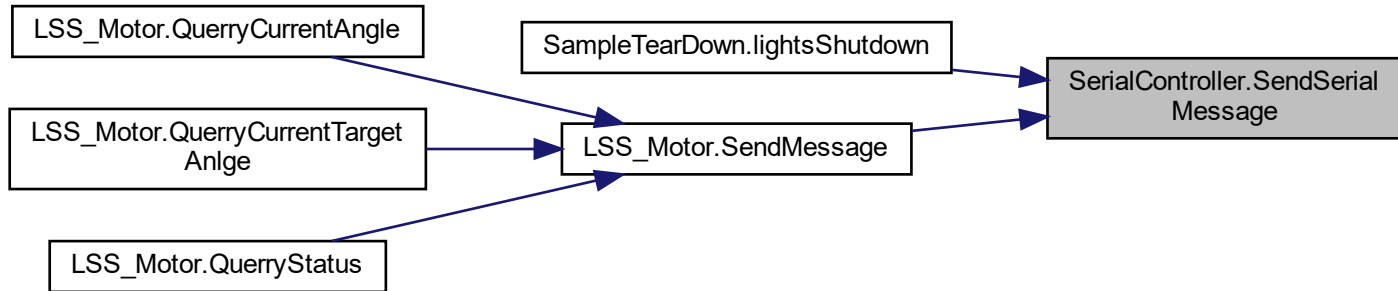 LSS_Motor.QuerryCurrentAngle
SampleTearDown.lightsShutdown
SerialController.SendSerial
Message
LSS_Motor.QuerryCurrentTarget
Anlge
LSS_Motor.SendMessage
LSS_Motor.QuerryStatus